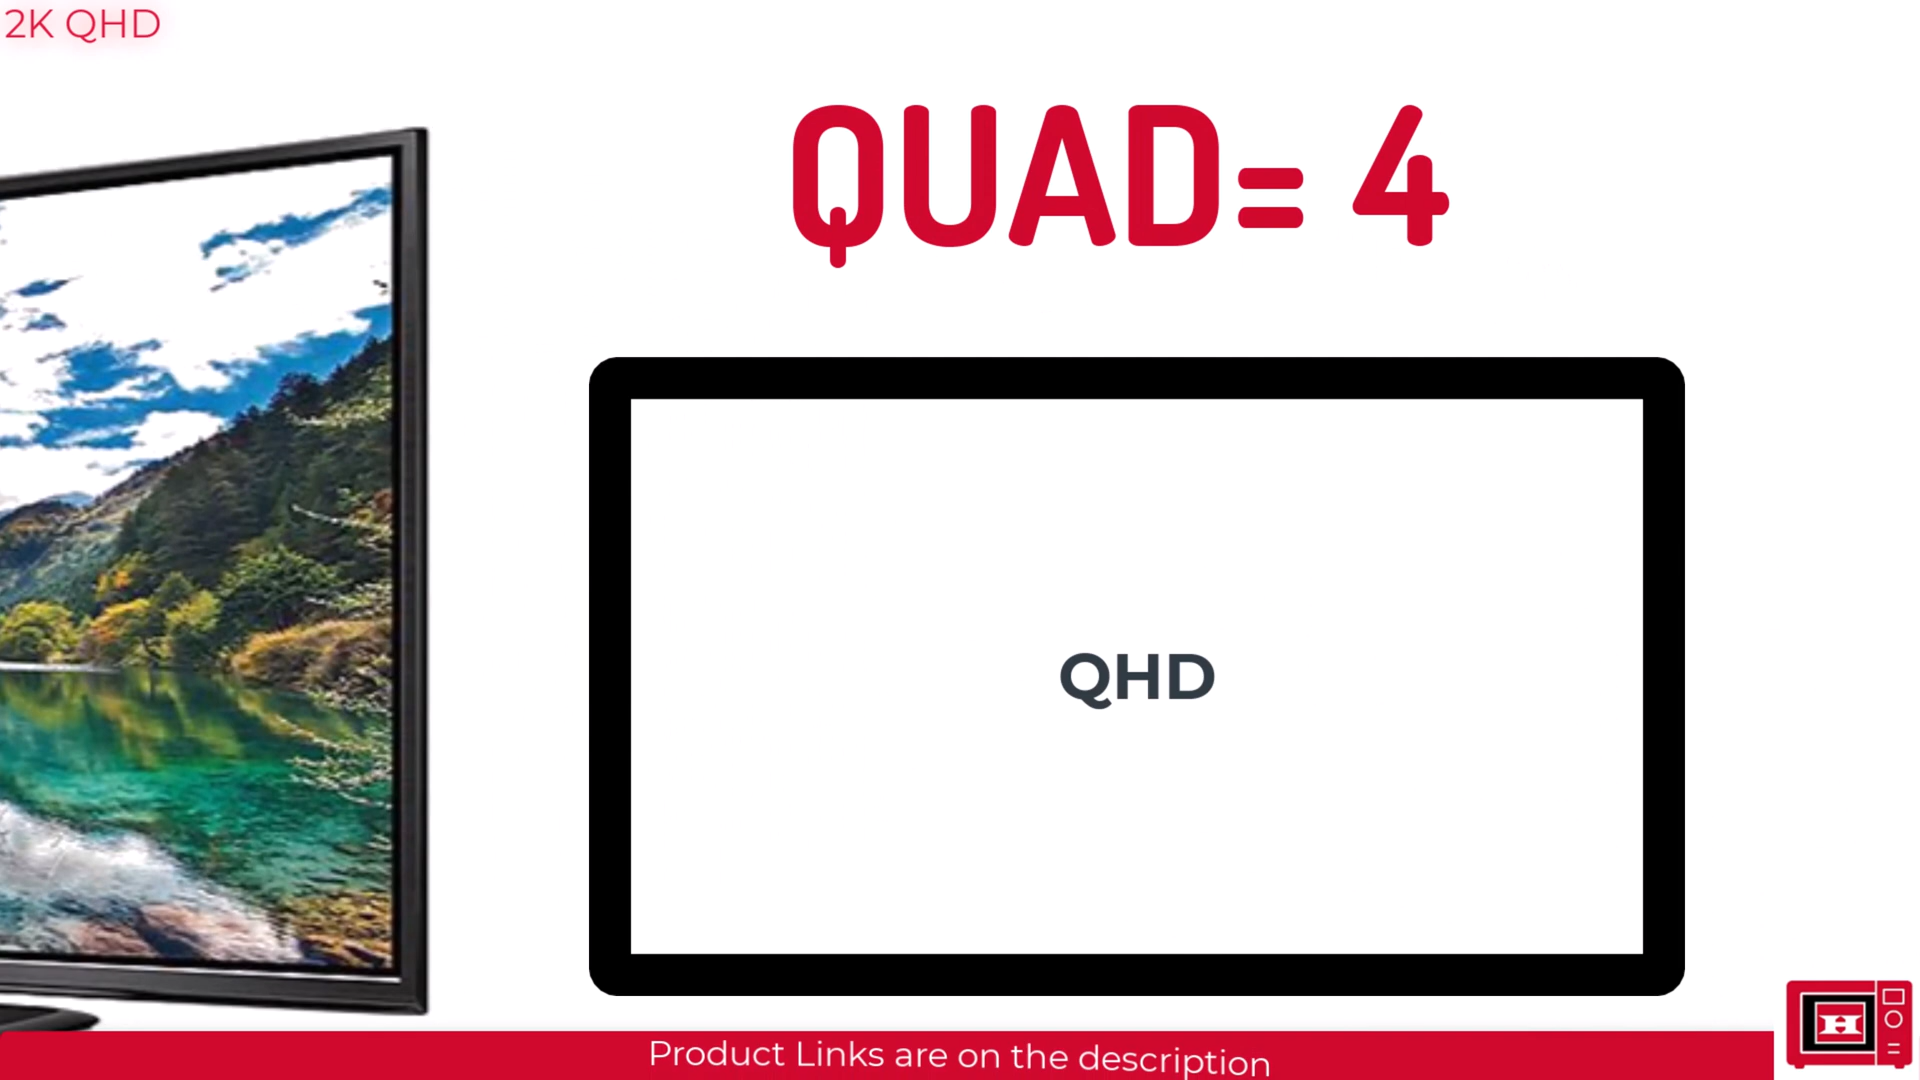 2K QHD
QUAD= 4
QHD
Product Links are on the description
H